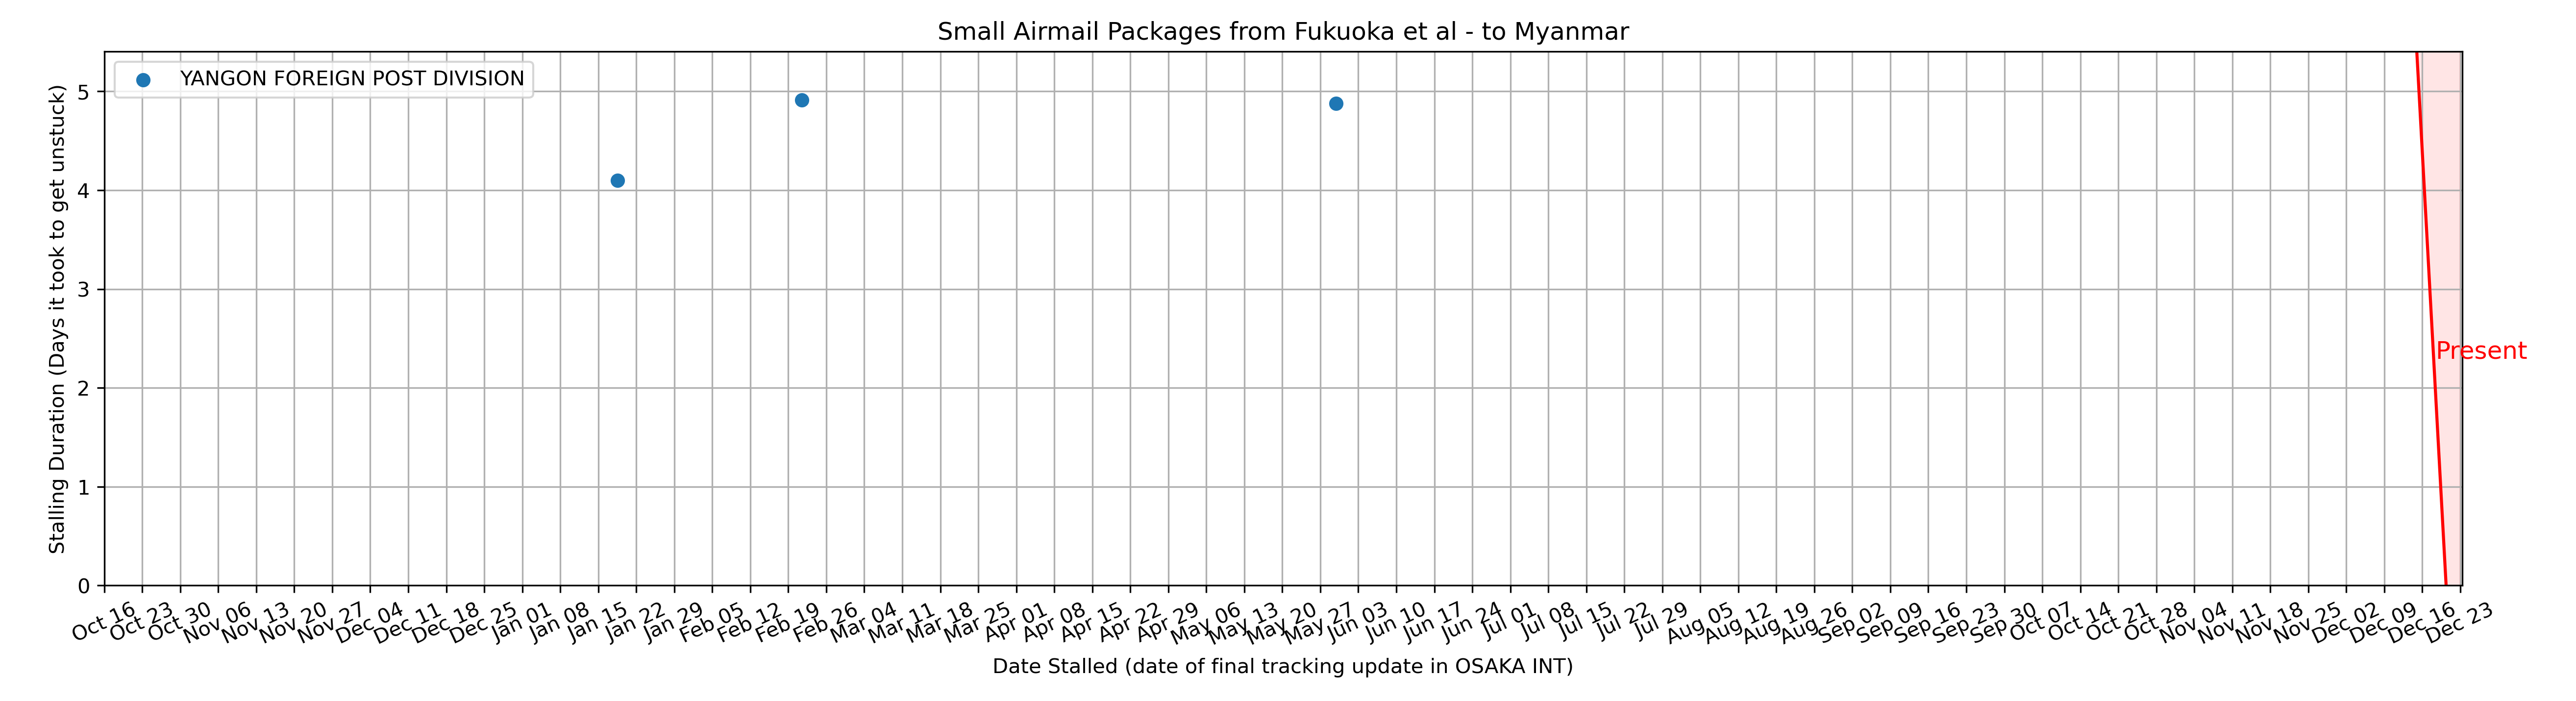 Small Airmail Packages from Fukuoka et al - to Myanmar
YANGON FOREIGN POST DIVISION
Stalling Duration (Days it took to get unstuck)
5
4
3
2
1
0
Present
Oct 16
Oct 23
Oct 30
Nov 06
Nov 13
Nov 20
Nov 27
Dec 04
Dec 11
Dec 18
Dec 25
Jan 01
Jan 08
Jan 15
Jan 22
Jan 29
Feb 05
Feb 12
Feb 19
Feb 26
Mar 04
Mar 11
Mar 18
Mar 25
Apr 01
Apr 08
Apr 15
Apr 22
Apr 29
May 06
May 13
May 20
May 27
Jun 03
Jun 10
Jun 17
Jun 24
Jul 01
Jul 08
Jul 15
Jul 22
Jul 29
Aug 05
Aug 12
Aug 19
Aug 26
Sep 02
Sep 09
Sep 16
Sep 23
Sep 30
Oct 07
Oct 14
Oct 21
Oct 28
Nov 04
Nov 11
Nov 18
Nov 25
Dec 02
Dec 09
Dec 16
Dec 23
Date Stalled (date of final tracking update in OSAKA INT)